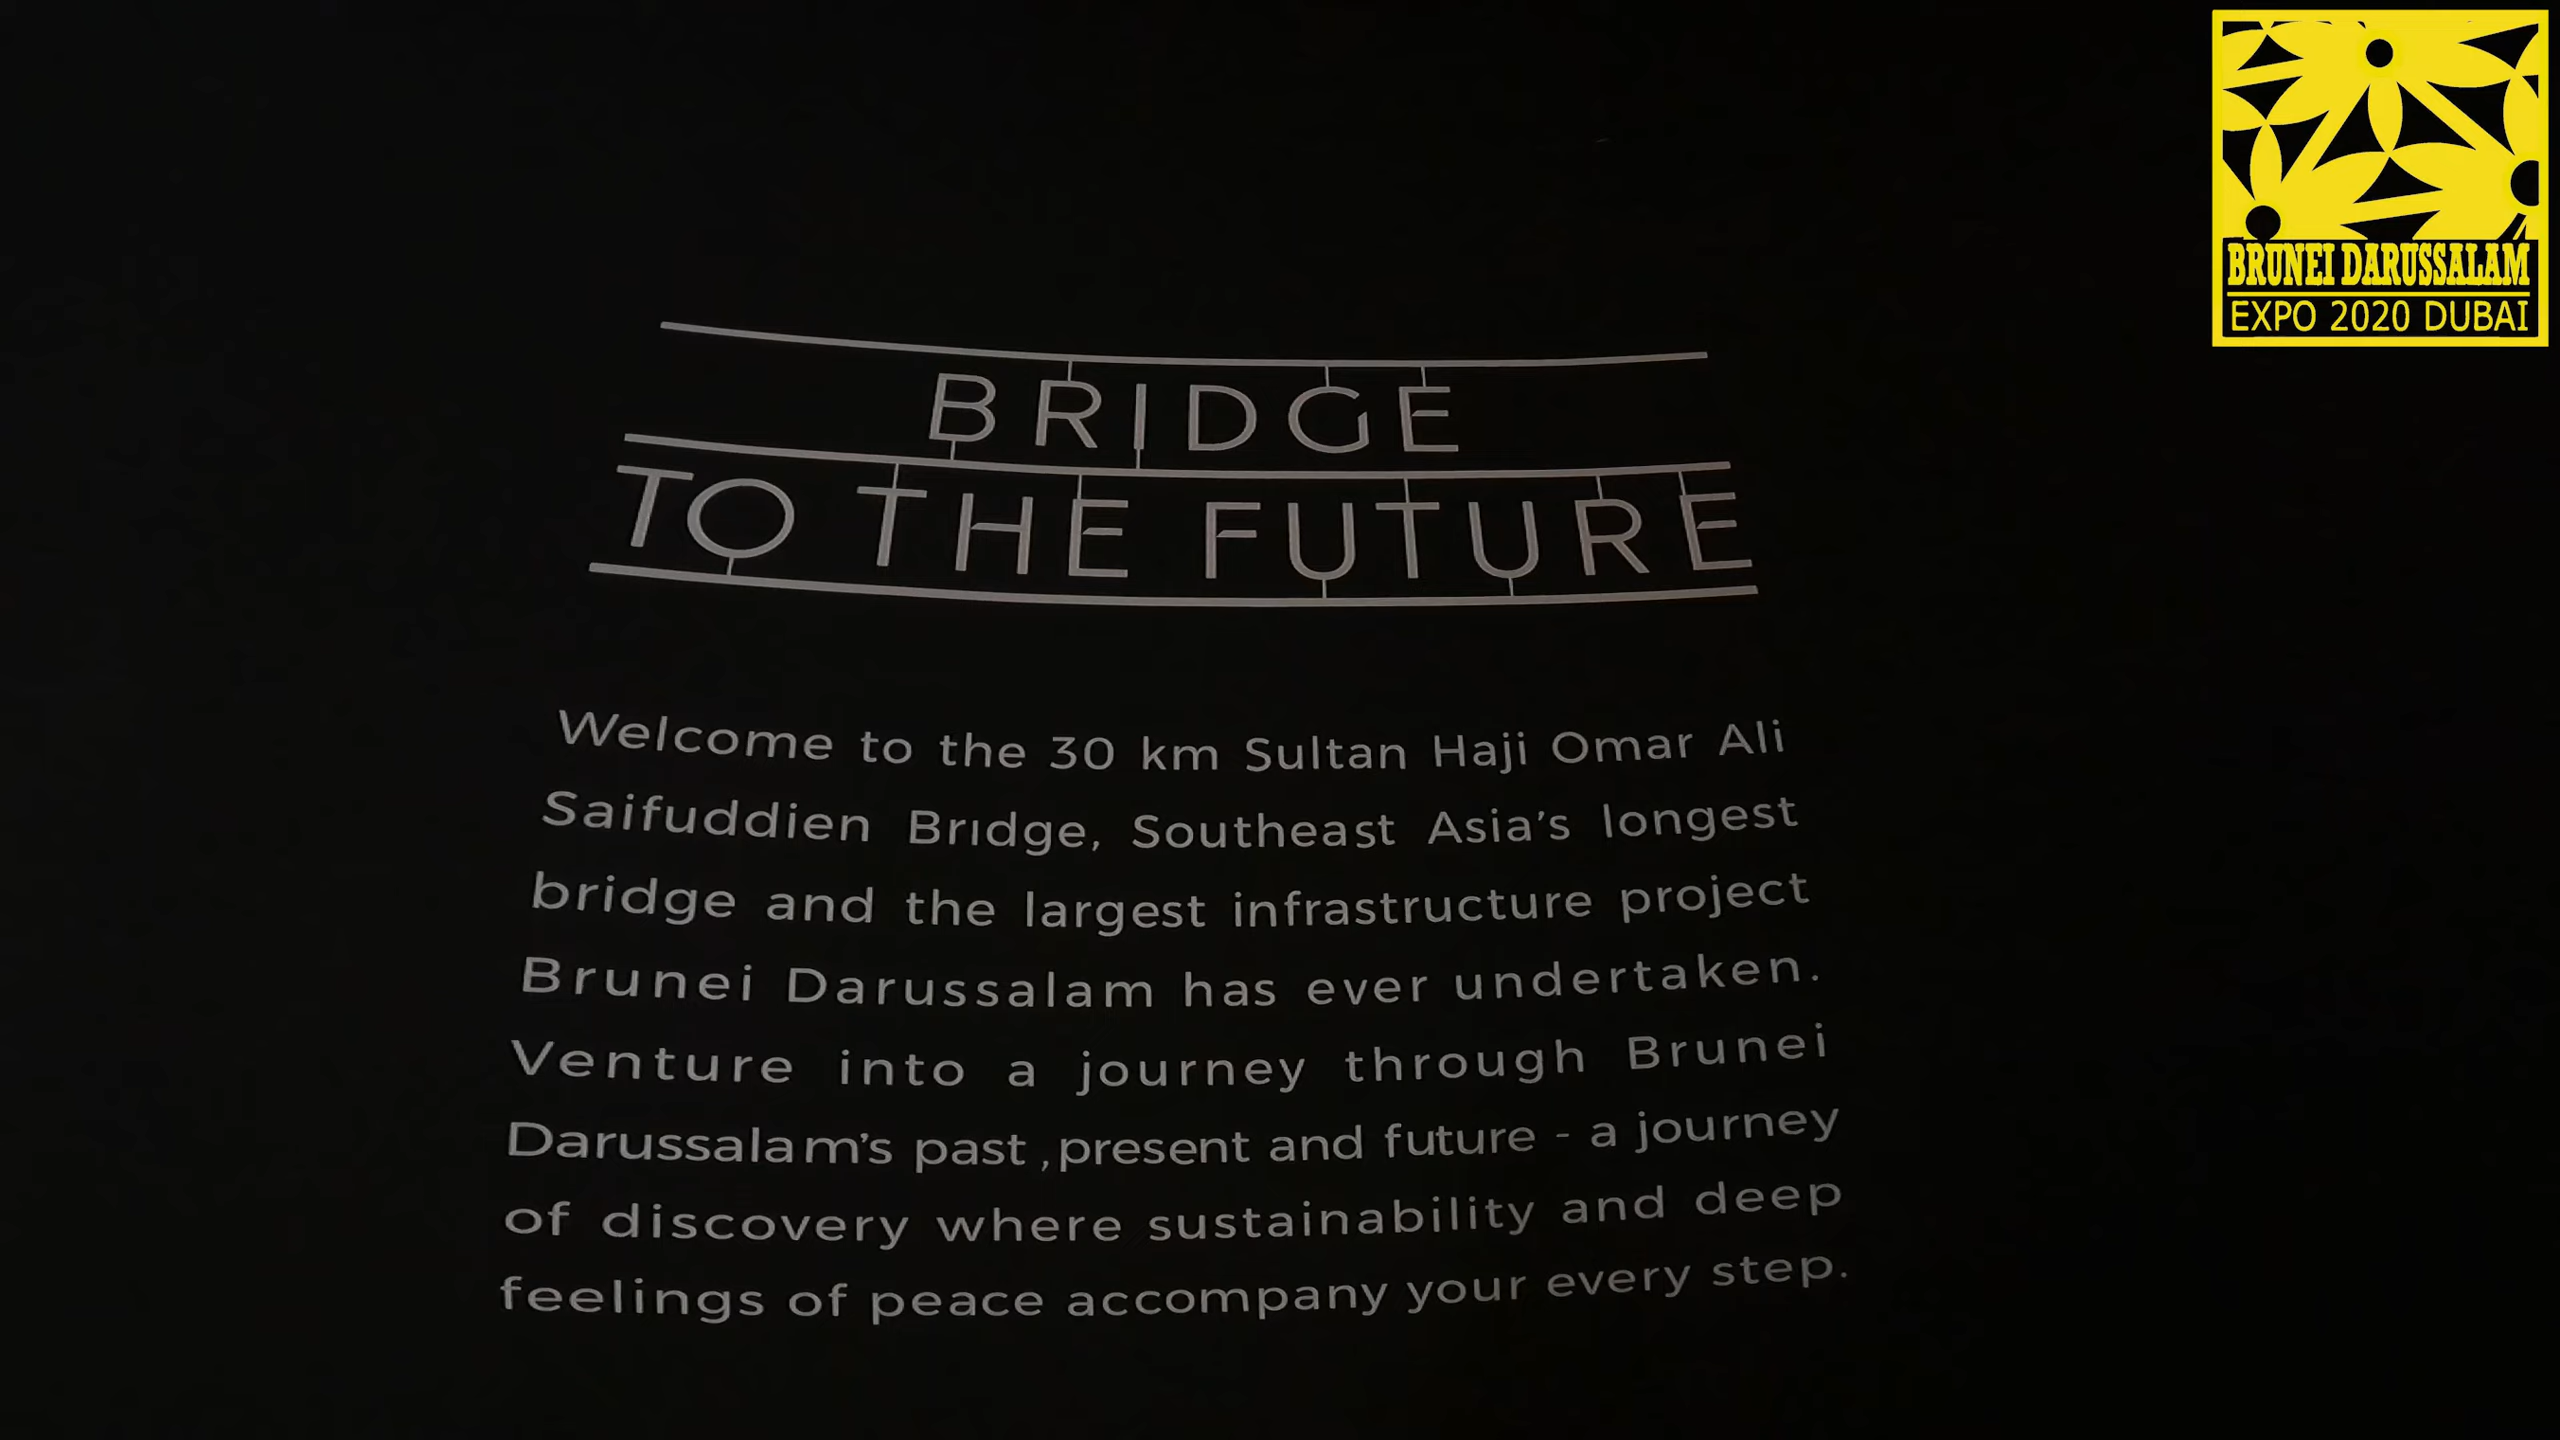 BRIDGE
TO THE FUTURE
Welcome to the 30 km Sultan Haji Omar Ali
Saifuddien Bridge, Southeast Asia's longest
bridge and the largest infrastructure project
Brunei Darussalam has ever undertaken.
Venture into a journey through Brunei
Darussalam's past ,present and future - a journey
of discovery where sustainability and deep
feelings of peace accompany your every step.
BRUNEI DARUSSALAM
EXPO 2020 DUBAI